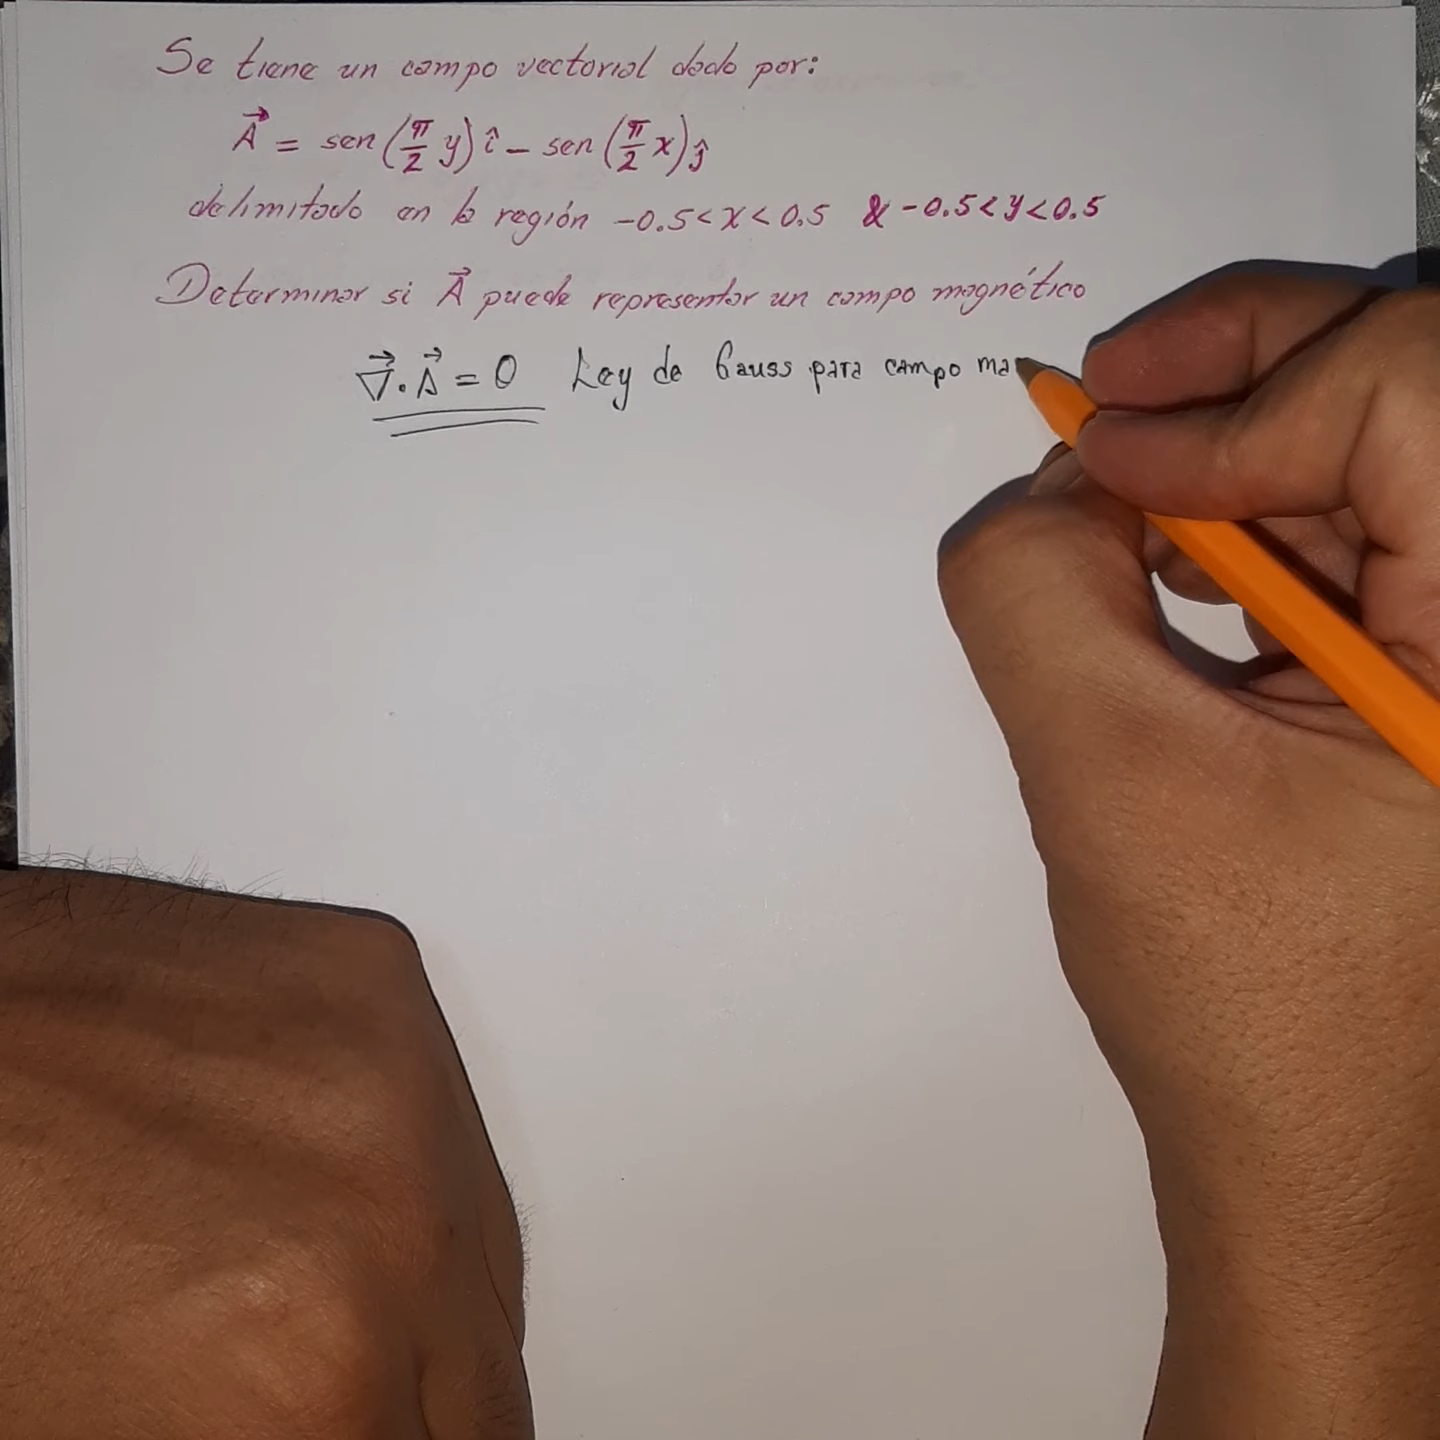 Se tiene un campo vectorial dado por:
A⃗ = sen(π/2 y) î - sen(π/2 x) ĵ
delimitado en la región -0.5 < x < 0.5 & -0.5 < y < 0.5
Determinar si A⃗ puede representar un campo magnético
∇⃗ · A⃗ = 0 Ley de Gauss para campo ma